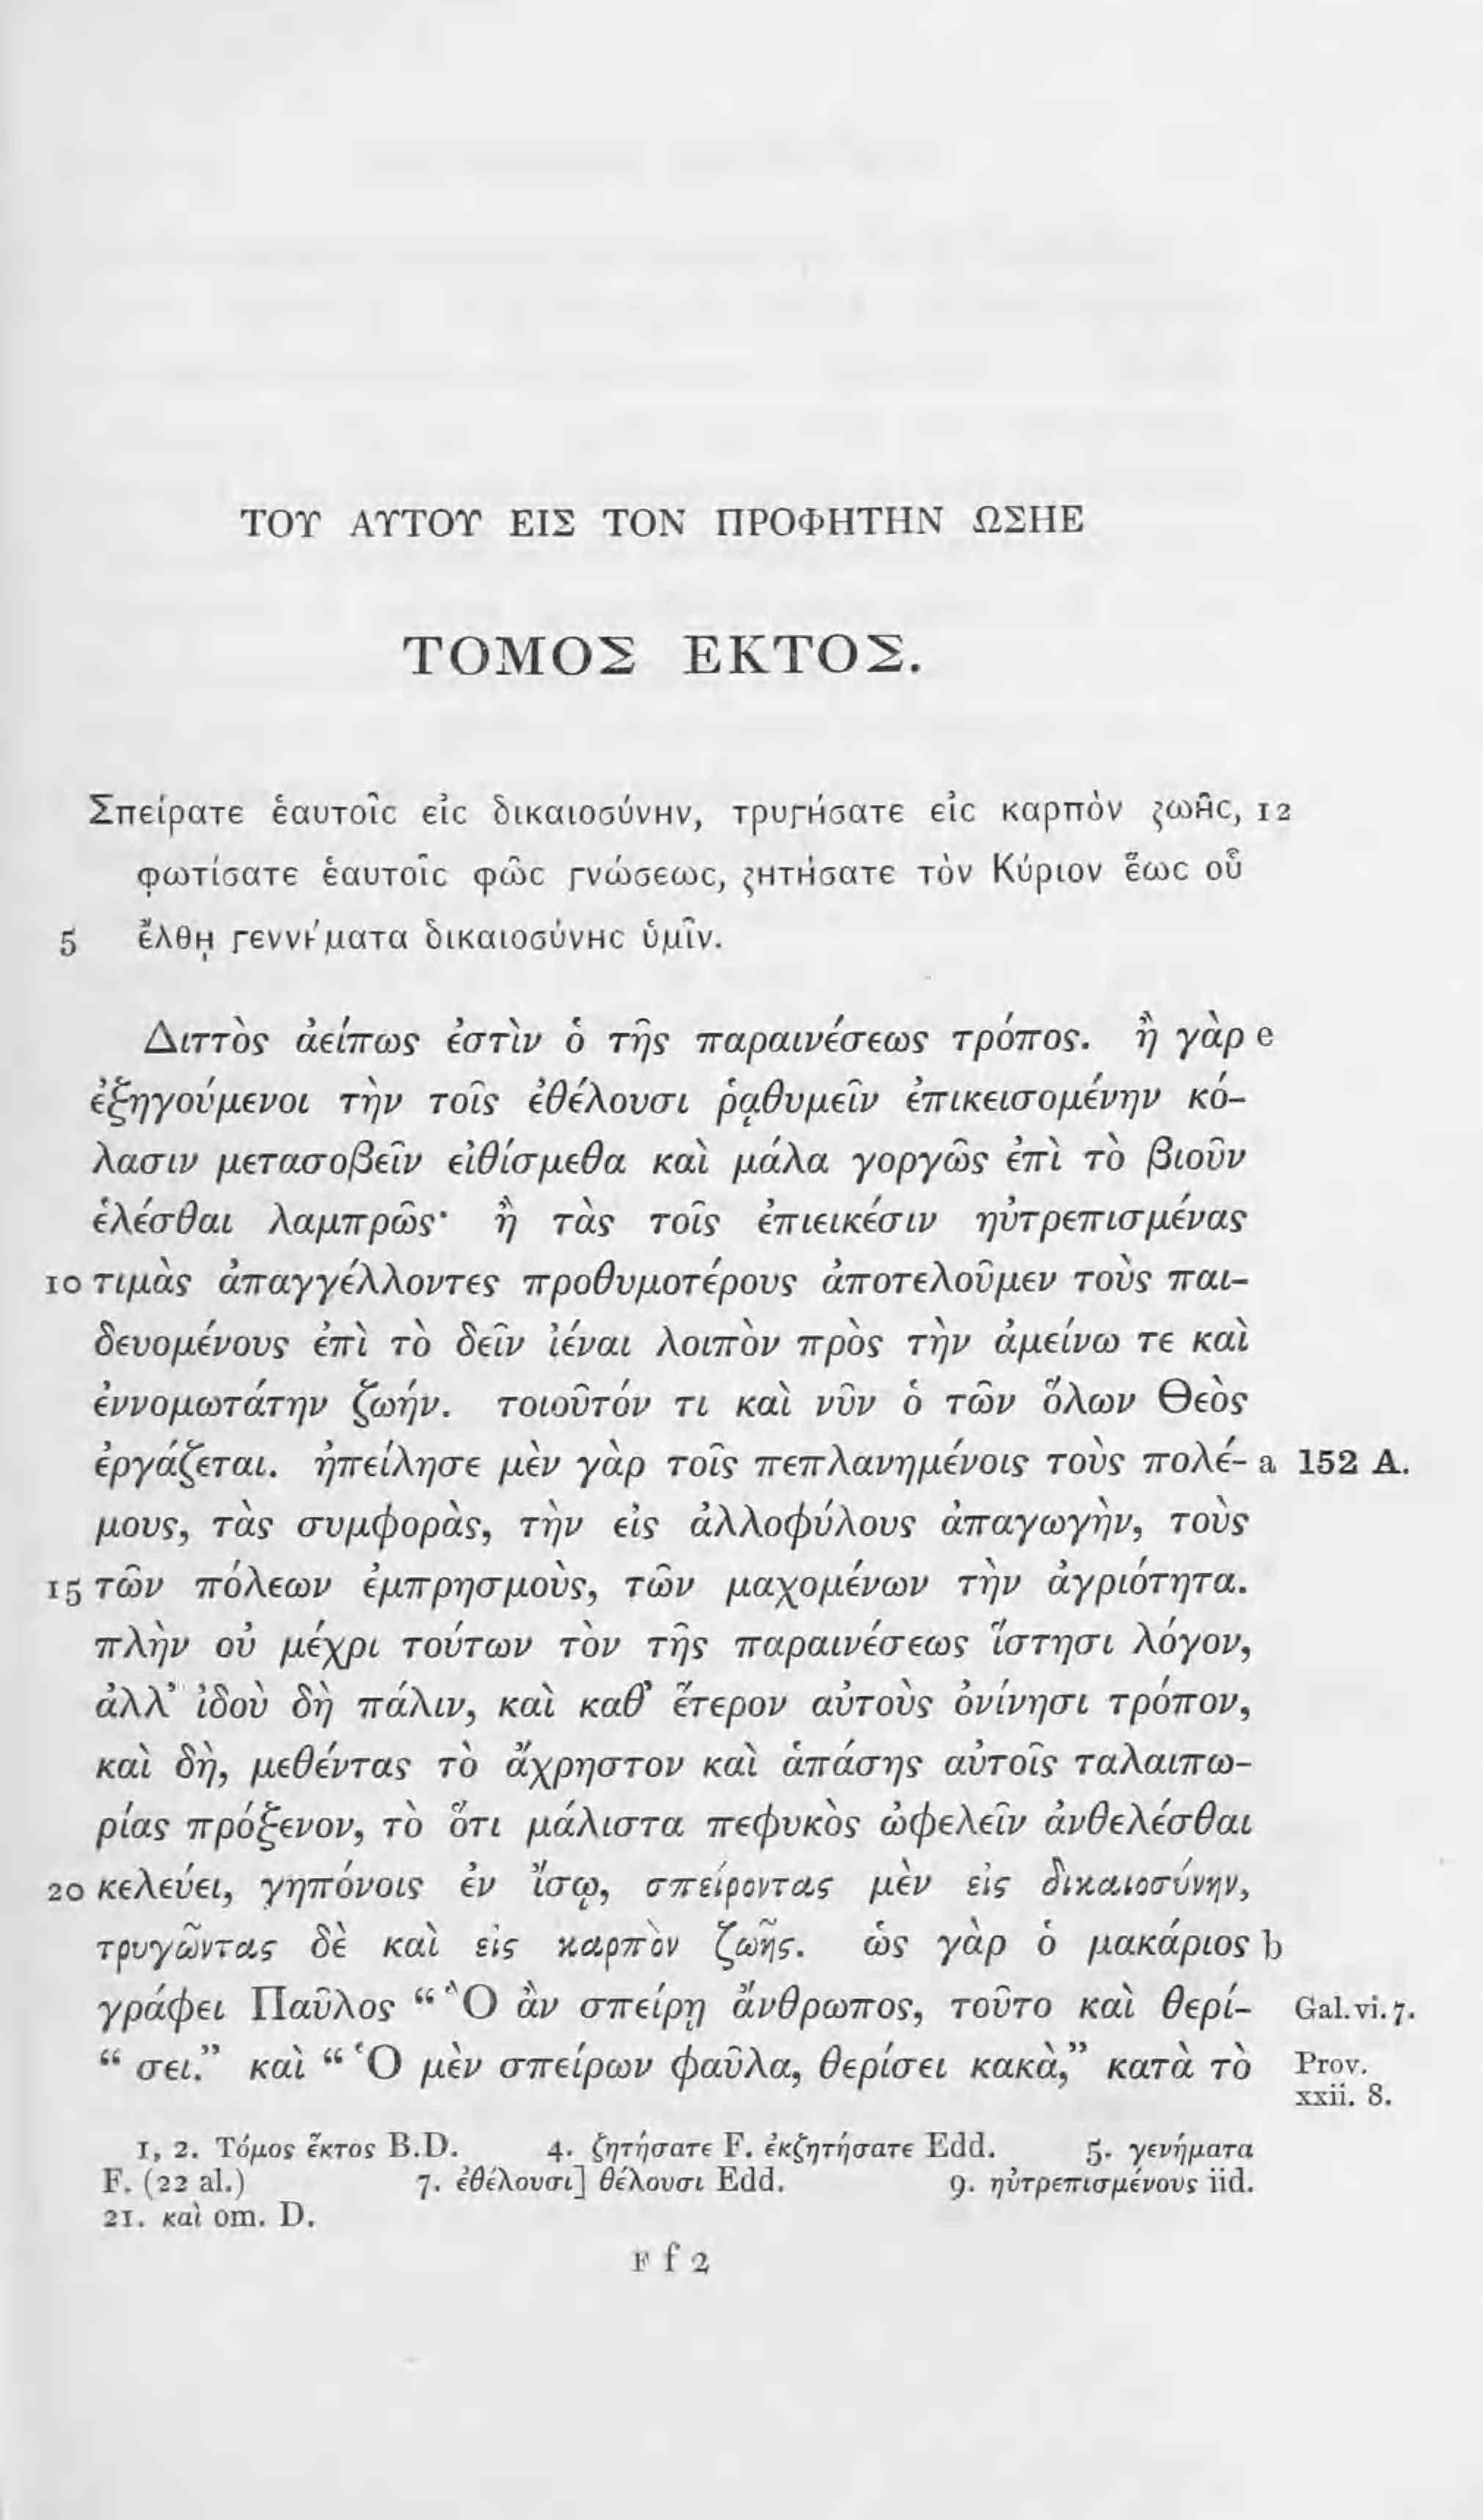 ΤΟΥ ΑΥΤΟΥ ΕΙΣ ΤΟΝ ΠΡΟΦΗΤΗΝ ΩΣΗΕ
ΤΟΜΟΣ ΕΚΤΟΣ.
Σπείρατε ἑαυτοῖς εἰς δικαιοσύνην, τρυγήσατε εἰς καρπὸν ζωῆς, 12
φωτίσατε ἑαυτοῖς φῶς γνώσεως, ζητήσατε τὸν Κύριον ἕως οὗ
5 ἔλθῃ γεννήματα δικαιοσύνης ὑμῖν.
Διττὸς ἀείπως ἐστὶν ὁ τῆς παραινέσεως τρόπος. ἢ γὰρ e
ἐξηγούμενοι τὴν τοῖς ἐθέλουσι ῥᾳθυμεῖν ἐπικεισομένην κό-
λασιν μετασοβεῖν εἰθίσμεθα καὶ μάλα γοργῶς ἐπὶ τὸ βιοῦν
ἑλέσθαι λαμπρῶς· ἢ τὰς τοῖς ἐπιεικέσιν ηὐτρεπισμένας
10 τιμὰς ἀπαγγέλλοντες προθυμοτέρους ἀποτελοῦμεν τοὺς παι-
δευομένους ἐπὶ τὸ δεῖν ἰέναι λοιπὸν πρὸς τὴν ἀμείνω τε καὶ
ἐννομωτάτην ζωήν. τοιοῦτόν τι καὶ νῦν ὁ τῶν ὅλων Θεὸς
ἐργάζεται. ἠπείλησε μὲν γὰρ τοῖς πεπλανημένοις τοὺς πολέ- a 152 A.
μους, τὰς συμφορὰς, τὴν εἰς ἀλλοφύλους ἀπαγωγὴν, τοὺς
15 τῶν πόλεων ἐμπρησμοὺς, τῶν μαχομένων τὴν ἀγριότητα.
πλὴν οὐ μέχρι τούτων τὸν τῆς παραινέσεως ἵστησι λόγον,
ἀλλ’ ἰδοὺ δὴ πάλιν, καὶ καθ’ ἕτερον αὐτοὺς ὀνίνησι τρόπον,
καὶ δὴ, μεθέντας τὸ ἄχρηστον καὶ ἁπάσης αὐτοῖς ταλαιπω-
ρίας πρόξενον, τὸ ὅτι μάλιστα πεφυκὸς ὠφελεῖν ἀνθελέσθαι
20 κελεύει, γηπόνοις ἐν ἴσῳ, σπείροντας μὲν εἰς δικαιοσύνην,
τρυγῶντας δὲ καὶ εἰς καρπὸν ζωῆς. ὡς γὰρ ὁ μακάριος b
γράφει Παῦλος “ Ὃ ἂν σπείρῃ ἄνθρωπος, τοῦτο καὶ θερί- Gal. vi. 7.
“ σει.” καὶ “ Ὁ μὲν σπείρων φαῦλα, θερίσει κακὰ,” κατὰ τὸ Prov.
xxii. 8.
1, 2. Τόμος ἕκτος B.D. 4. ζητήσατε F. ἐκζητήσατε Edd. 5. γενήματα
F. (22 al.) 7. ἐθέλουσι] θέλουσι Edd. 9. ηὐτρεπισμένους iid.
21. καὶ om. D.
F f 2